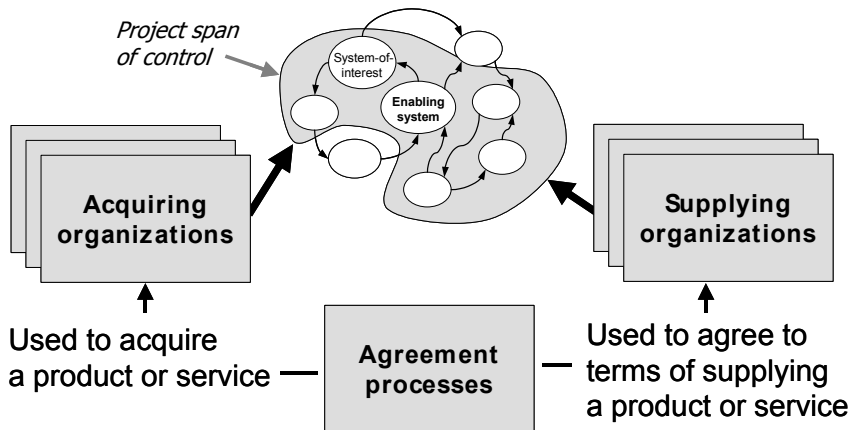 Project span
of control
System-of-
interest
Enabling
system
Acquiring
organizations
Supplying
organizations
Used to acquire
a product or service
Agreement
processes
Used to agree to
terms of supplying
a product or service